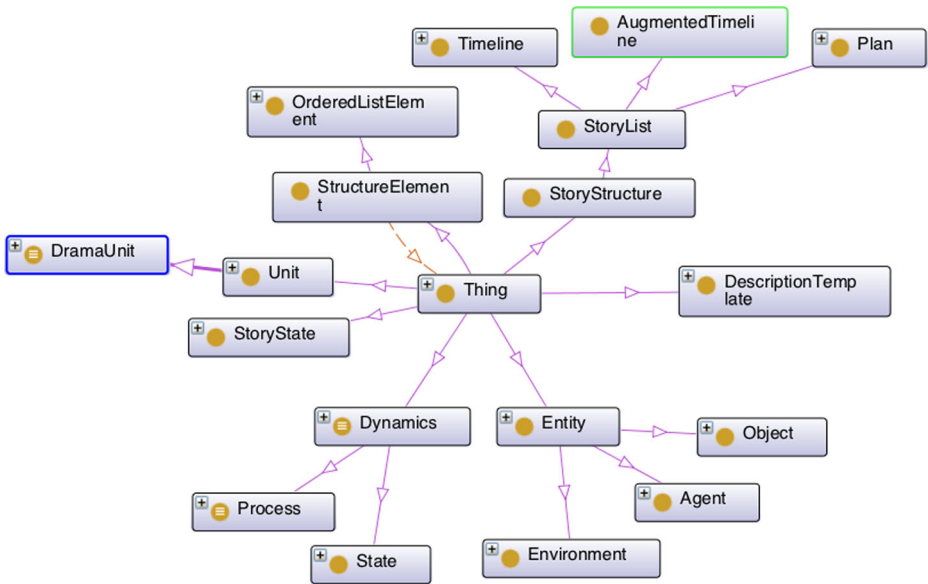 AugmentedTimeli
ne
Timeline
Plan
OrderedListElem
ent
StoryList
StructureElemen
t
StoryStructure
DramaUnit
Unit
Thing
DescriptionTemp
late
StoryState
Dynamics
Entity
Object
Process
Agent
State
Environment